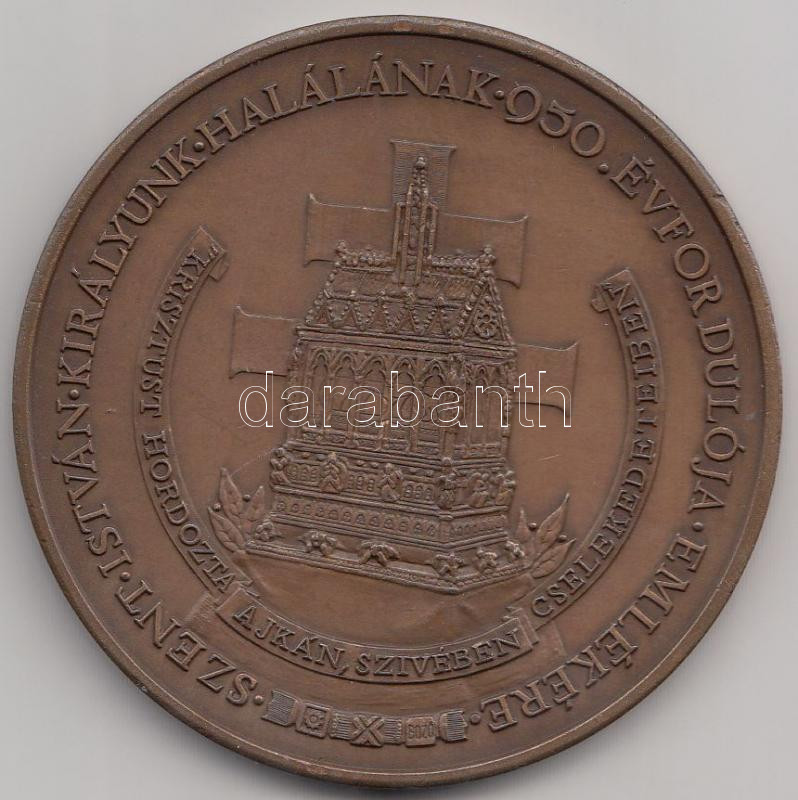 SZENT·ISTVÁN·KIRÁLYUNK·HALÁLÁNAK·950.ÉVFORDULÓJA·EMLÉKÉRE·
"KRISZTUST HORDOZTA AJKÁN, SZIVÉBEN CSELEKEDETEIBEN"
darabanth